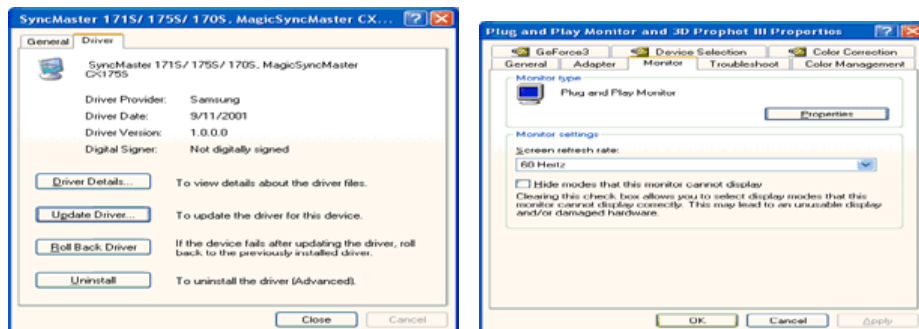 SyncMaster 171S/ 175S/ 170S, MagicSyncMaster CX...
General
Driver
SyncMaster 171S/ 175S/ 170S, MagicSyncMaster
CX175S
Driver Provider: Samsung
Driver Date: 9/11/2001
Driver Version: 1.0.0.0
Digital Signer: Not digitally signed
Driver Details...
To view details about the driver files.
Update Driver...
To update the driver for this device.
Roll Back Driver
If the device fails after updating the driver, roll
back to the previously installed driver.
Uninstall
To uninstall the driver (Advanced).
Close
Cancel
Plug and Play Monitor and 3D Prophet III Properties
GeForce3
Device Selection
Color Correction
General
Adapter
Monitor
Troubleshoot
Color Management
Monitor type
Plug and Play Monitor
Properties
Monitor settings
Screen refresh rate:
60 Hertz
Hide modes that this monitor cannot display
Clearing this check box allows you to select display modes that this
monitor cannot display correctly. This may lead to an unusable display
and/or damaged hardware.
OK
Cancel
Apply